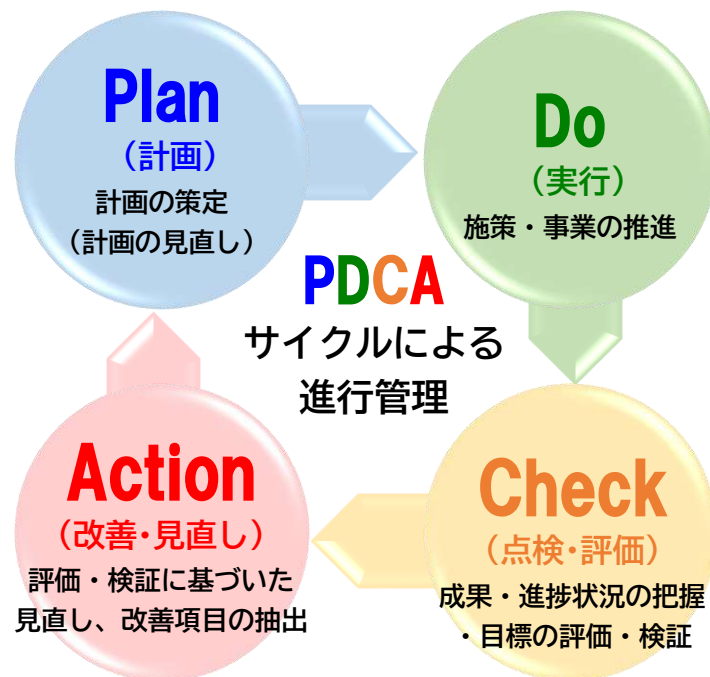 Plan
（計画）
計画の策定
（計画の見直し）
Do
（実行）
施策・事業の推進
PDCA
サイクルによる
進行管理
Action
（改善・見直し）
評価・検証に基づいた
見直し、改善項目の抽出
Check
（点検・評価）
成果・進捗状況の把握
・目標の評価・検証